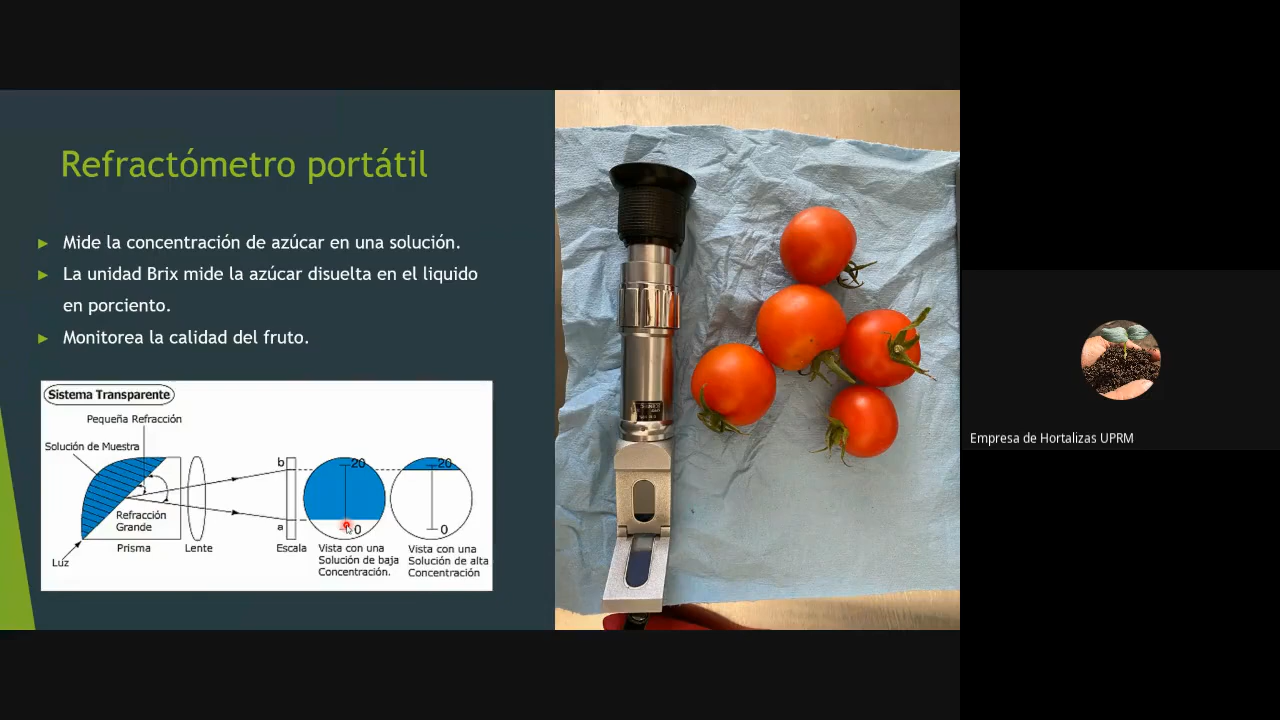 Refractómetro portátil
Mide la concentración de azúcar en una solución.
La unidad Brix mide la azúcar disuelta en el liquido
en porciento.
Monitorea la calidad del fruto.
Sistema Transparente
Pequeña Refracción
Solución de Muestra
Refracción
Grande
Prisma
Luz
Lente
b
a
Escala
20
0
Vista con una
Solución de baja
Concentración.
20
0
Vista con una
Solución de alta
Concentración
Empresa de Hortalizas UPRM